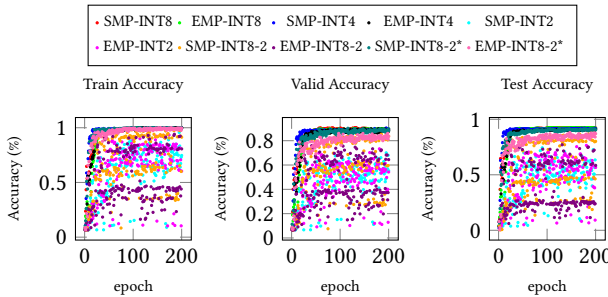 SMP-INT8 EMP-INT8 SMP-INT4 EMP-INT4 SMP-INT2
EMP-INT2 SMP-INT8-2 EMP-INT8-2 SMP-INT8-2* EMP-INT8-2*
Train Accuracy Valid Accuracy Test Accuracy
Accuracy (%)
1
0.5
0
0 100 200
epoch
Accuracy (%)
0.8
0.6
0.4
0.2
0
0 100 200
epoch
Accuracy (%)
1
0.5
0
0 100 200
epoch